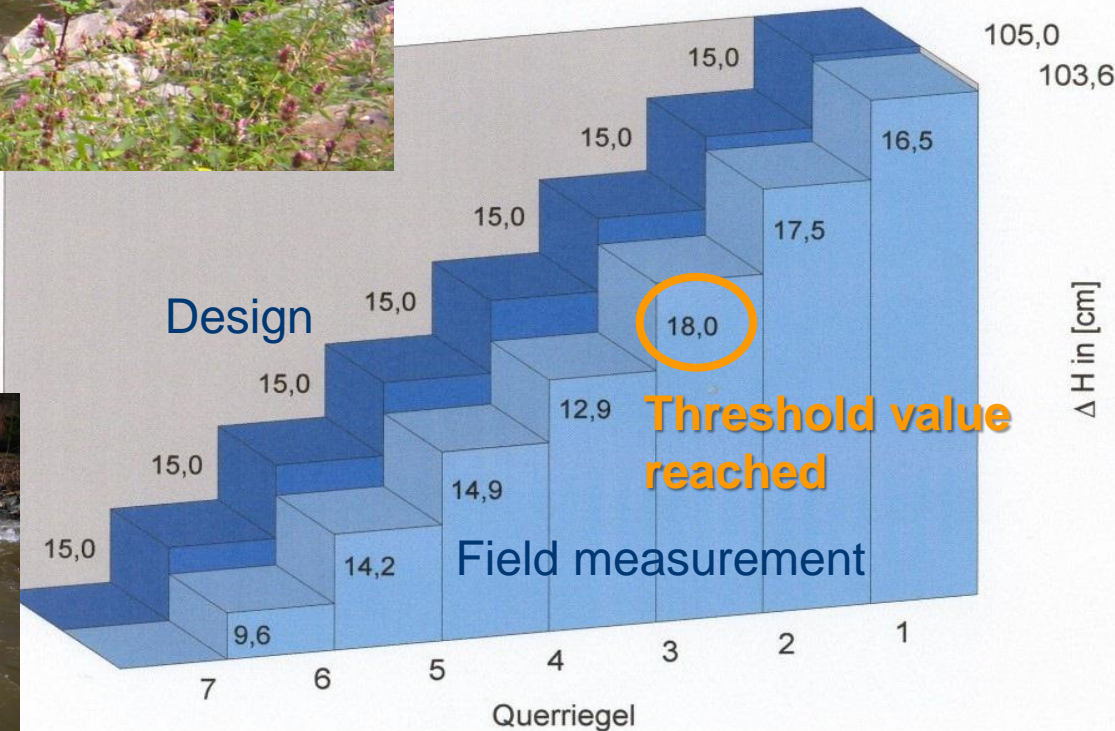 105,0
103,6
15,0
15,0
15,0
15,0
15,0
15,0
15,0
16,5
17,5
18,0
12,9
14,9
14,2
9,6
Design
Threshold value
reached
Field measurement
Δ H in [cm]
7 6 5 4 3 2 1
Querriegel